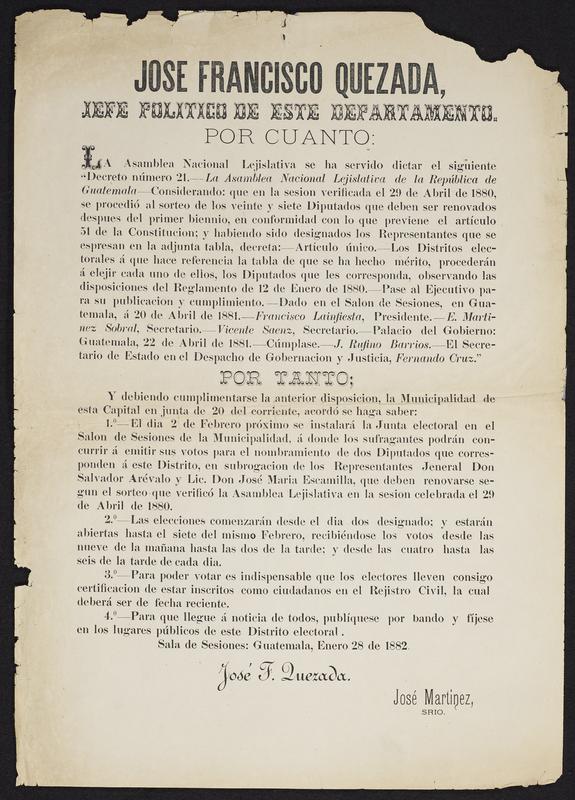 JOSE FRANCISCO QUEZADA,
JEFE POLITICO DE ESTE DEPARTAMENTO.
POR CUANTO:
LA Asamblea Nacional Lejislativa se ha servido dictar el siguiente
"Decreto número 21.—La Asamblea Nacional Lejislativa de la República de
Guatemala—Considerando: que en la sesion verificada el 29 de Abril de 1880,
se procedió al sorteo de los veinte y siete Diputados que deben ser renovados
despues del primer biennio, en conformidad con lo que previene el artículo
51 de la Constitucion; y habiendo sido designados los Representantes que se
espresan en la adjunta tabla, decreta:—Artículo único.—Los Distritos elec-
torales á que hace referencia la tabla de que se ha hecho mérito, procederán
á elejir cada uno de ellos, los Diputados que les corresponda, observando las
disposiciones del Reglamento de 12 de Enero de 1880.—Pase al Ejecutivo pa-
ra su publicacion y cumplimiento.—Dado en el Salon de Sesiones, en Gua-
temala, á 20 de Abril de 1881.—Francisco Lainfiesta, Presidente.—E. Marti-
nez Sobral, Secretario.—Vicente Saenz, Secretario.—Palacio del Gobierno:
Guatemala, 22 de Abril de 1881.—Cúmplase.—J. Rufino Barrios.—El Secre-
tario de Estado en el Despacho de Gobernacion y Justicia, Fernando Cruz."
POR TANTO:
Y debiendo cumplimentarse la anterior disposicion, la Municipalidad de
esta Capital en junta de 20 del corriente, acordó se haga saber:
1.º—El dia 2 de Febrero próximo se instalará la Junta electoral en el
Salon de Sesiones de la Municipalidad, á donde los sufragantes podrán con-
currir á emitir sus votos para el nombramiento de dos Diputados que corres-
ponden á este Distrito, en subrogacion de los Representantes Jeneral Don
Salvador Arévalo y Lic. Don José Maria Escamilla, que deben renovarse se-
gun el sorteo que verificó la Asamblea Lejislativa en la sesion celebrada el 29
de Abril de 1880.
2.º—Las elecciones comenzarán desde el dia dos designado; y estarán
abiertas hasta el siete del mismo Febrero, recibiéndose los votos desde las
nueve de la mañana hasta las dos de la tarde; y desde las cuatro hasta las
seis de la tarde de cada dia.
3.º—Para poder votar es indispensable que los electores lleven consigo
certificacion de estar inscritos como ciudadanos en el Rejistro Civil, la cual
deberá ser de fecha reciente.
4.º—Para que llegue á noticia de todos, publíquese por bando y fíjese
en los lugares públicos de este Distrito electoral.
Sala de Sesiones: Guatemala, Enero 28 de 1882.
José F. Quezada.
José Martinez,
SRIO.